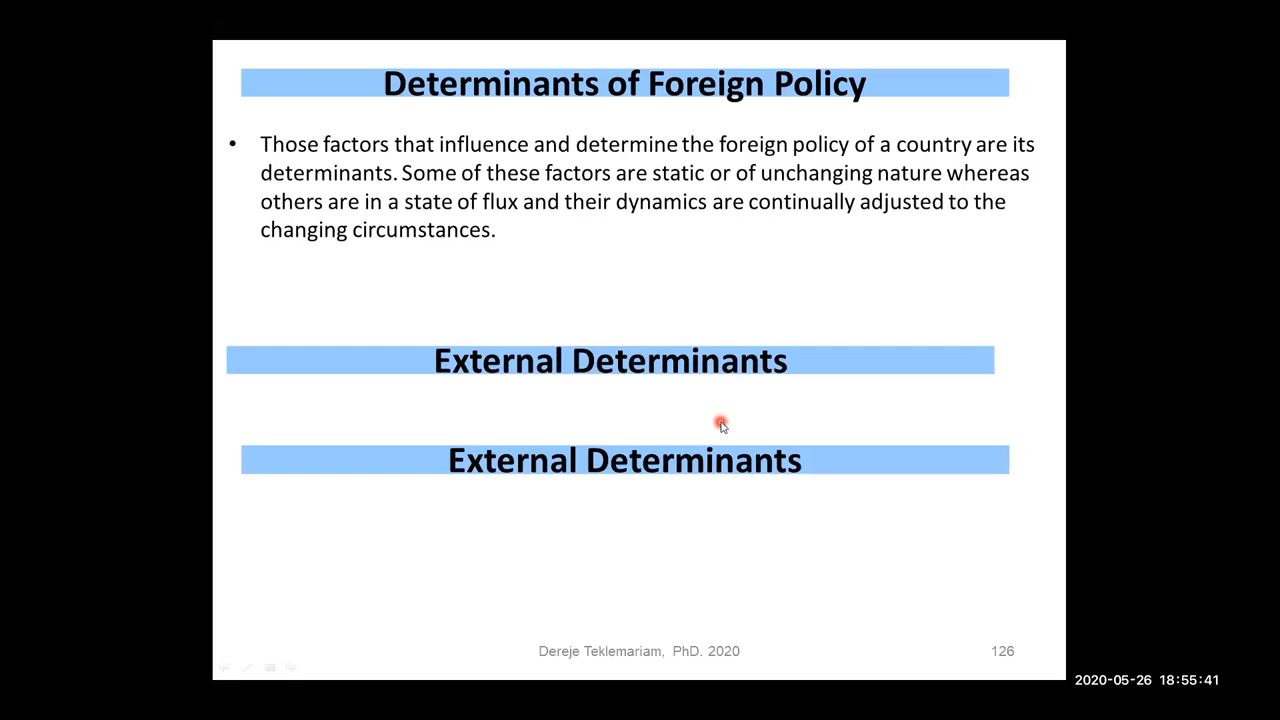 Determinants of Foreign Policy
• Those factors that influence and determine the foreign policy of a country are its
determinants. Some of these factors are static or of unchanging nature whereas
others are in a state of flux and their dynamics are continually adjusted to the
changing circumstances.
External Determinants
External Determinants
Dereje Teklemariam, PhD. 2020
126
2020-05-26 18:55:41